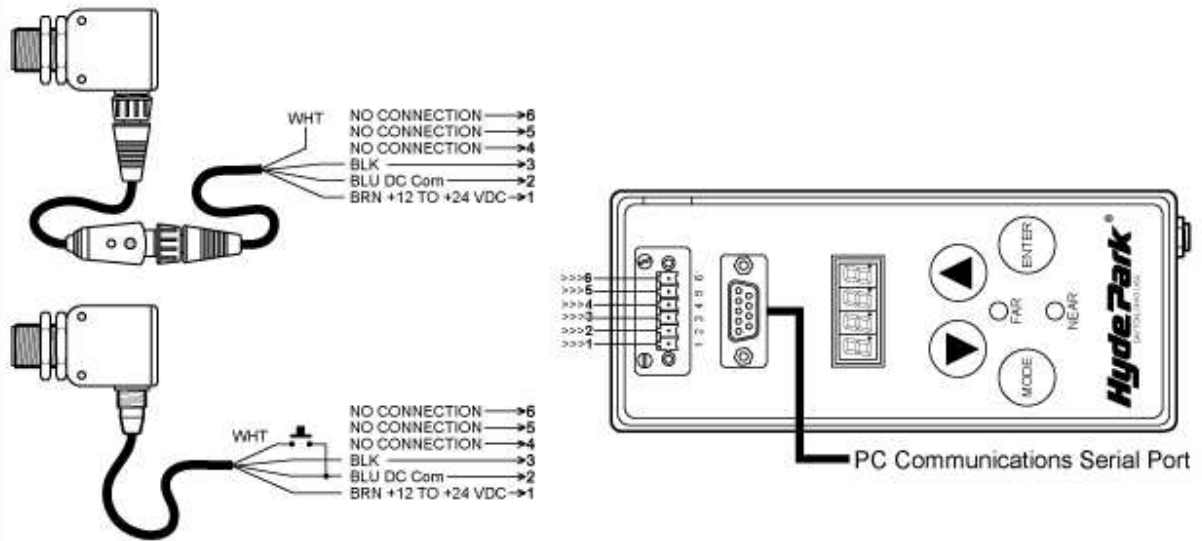 WHT
NO CONNECTION 6
NO CONNECTION 5
NO CONNECTION 4
BLK 3
BLU DC Com 2
BRN +12 TO +24 VDC 1
WHT
NO CONNECTION 6
NO CONNECTION 5
NO CONNECTION 4
BLK 3
BLU DC Com 2
BRN +12 TO +24 VDC 1
>>>6
>>>5
>>>4
>>>3
>>>2
>>>1
1 2 3 4 5 6
ENTER
MODE
FAR
NEAR
HydePark®
PC Communications Serial Port